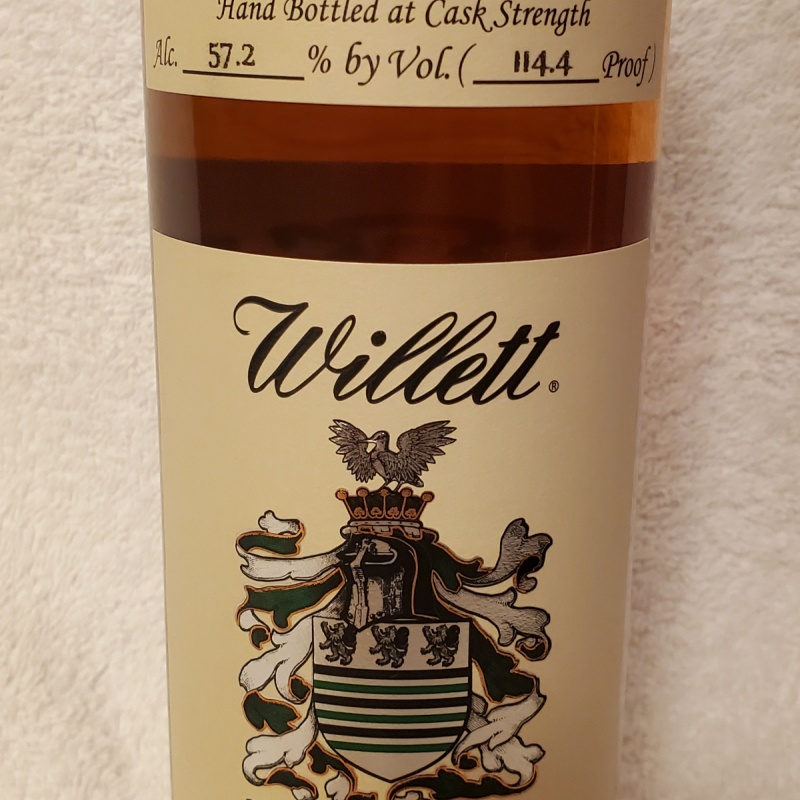 Hand Bottled at Cask Strength
Alc. 57.2 % by Vol. ( 114.4 Proof )
Willett ®